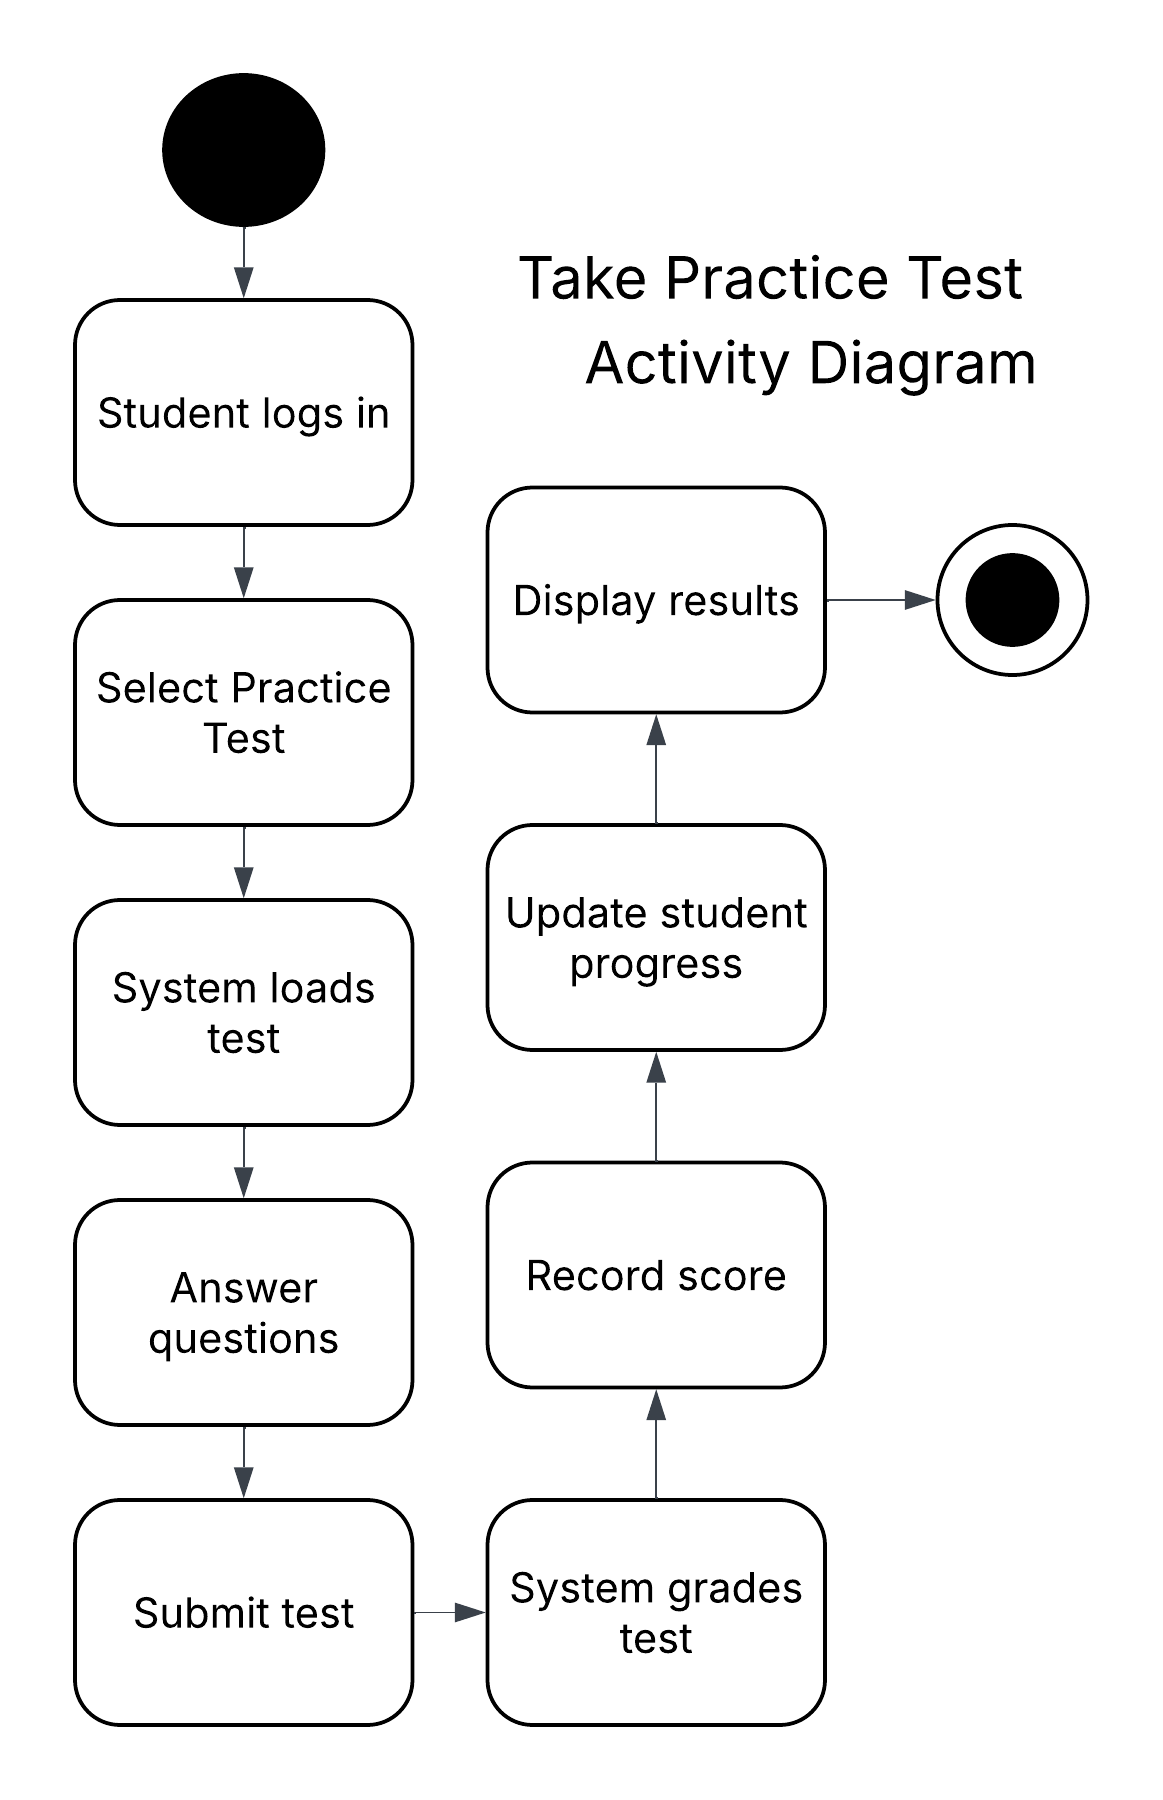 Take Practice Test
Activity Diagram
Student logs in
Select Practice
Test
System loads
test
Answer
questions
Submit test
System grades
test
Record score
Update student
progress
Display results